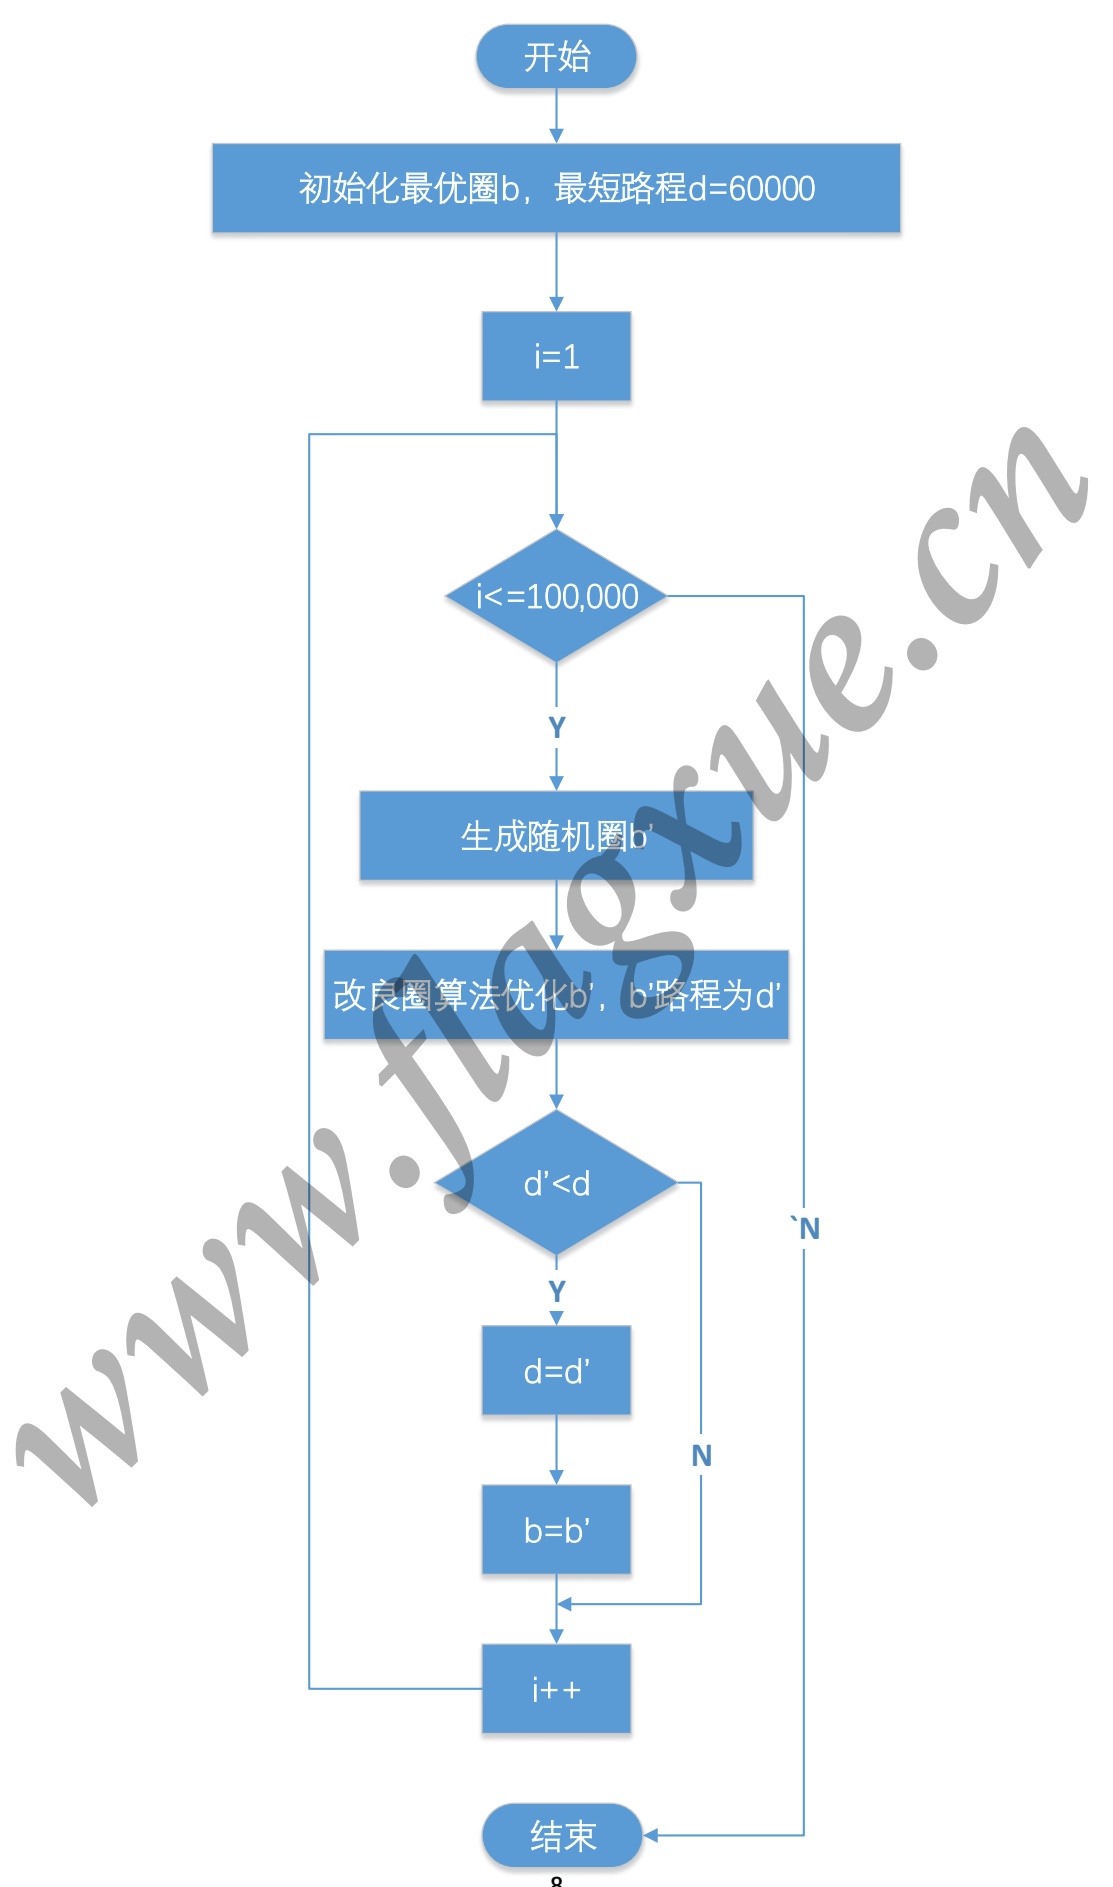 开始
初始化最优圈b，最短路程d=60000
i=1
i<=100,000
Y
生成随机圈b’
改良圈算法优化b’，b’路程为d’
d’<d
`N
Y
d=d’
N
b=b’
i++
结束
8
www.flagxue.cn